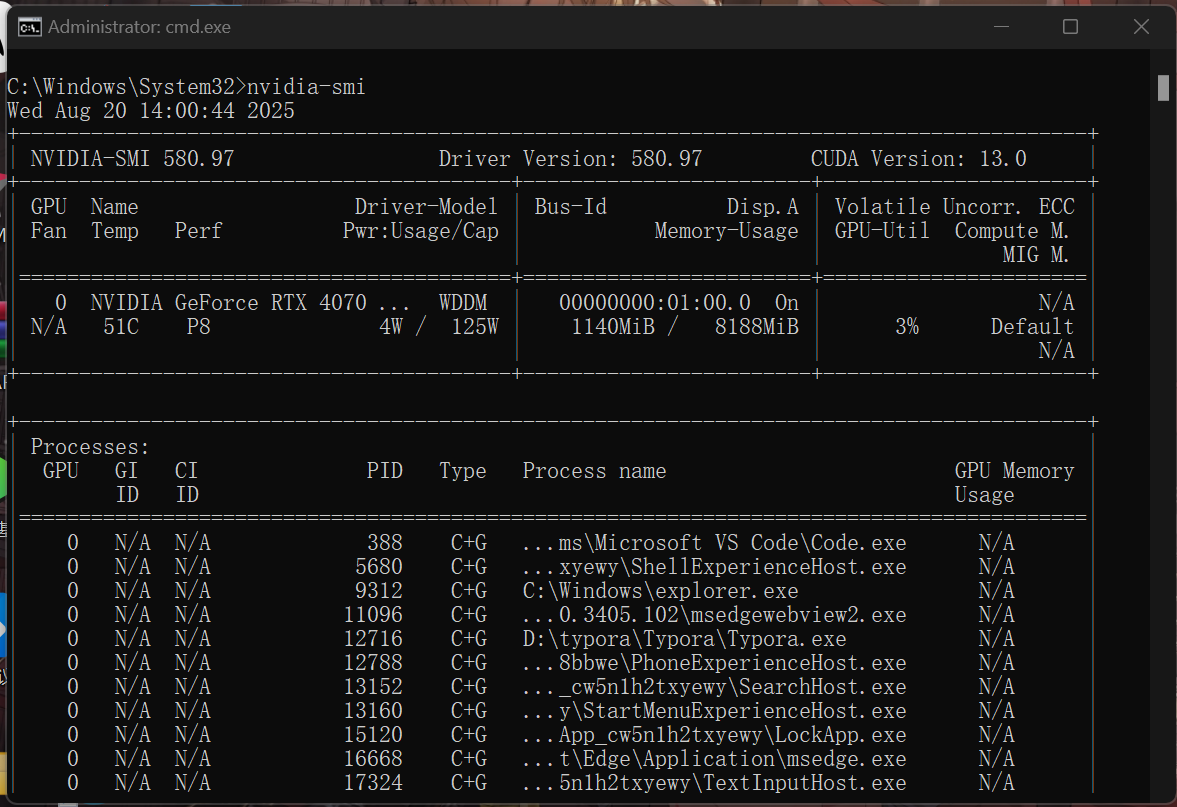 Administrator: cmd.exe
C:\Windows\System32>nvidia-smi
Wed Aug 20 14:00:44 2025
NVIDIA-SMI 580.97 Driver Version: 580.97 CUDA Version: 13.0
GPU Name Driver-Model Bus-Id Disp.A Volatile Uncorr. ECC
Fan Temp Perf Pwr:Usage/Cap Memory-Usage GPU-Util Compute M.
MIG M.
0 NVIDIA GeForce RTX 4070 ... WDDM 00000000:01:00.0 On N/A
N/A 51C P8 4W / 125W 1140MiB / 8188MiB 3% Default
N/A
Processes:
GPU GI CI PID Type Process name GPU Memory
ID ID Usage
0 N/A N/A 388 C+G ...ms\Microsoft VS Code\Code.exe N/A
0 N/A N/A 5680 C+G ...xyewy\ShellExperienceHost.exe N/A
0 N/A N/A 9312 C+G C:\Windows\explorer.exe N/A
0 N/A N/A 11096 C+G ...0.3405.102\msedgewebview2.exe N/A
0 N/A N/A 12716 C+G D:\typora\Typora\Typora.exe N/A
0 N/A N/A 12788 C+G ...8bbwe\PhoneExperienceHost.exe N/A
0 N/A N/A 13152 C+G ..._cw5n1h2txyewy\SearchHost.exe N/A
0 N/A N/A 13160 C+G ...y\StartMenuExperienceHost.exe N/A
0 N/A N/A 15120 C+G ...App_cw5n1h2txyewy\LockApp.exe N/A
0 N/A N/A 16668 C+G ...t\Edge\Application\msedge.exe N/A
0 N/A N/A 17324 C+G ...5n1h2txyewy\TextInputHost.exe N/A